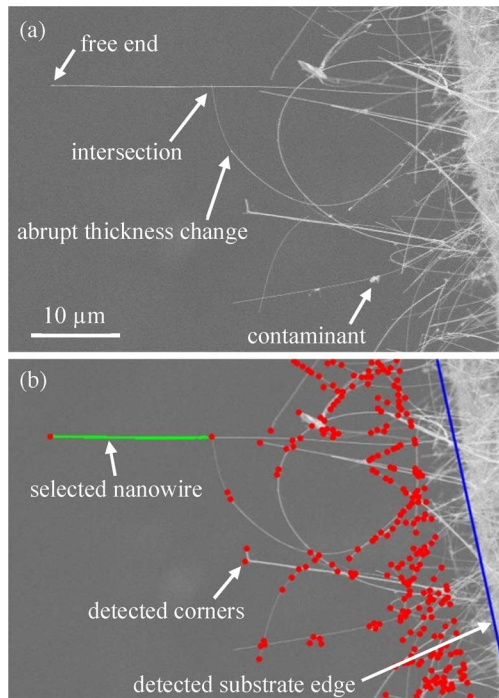 (a)
free end
intersection
abrupt thickness change
10 µm
contaminant
(b)
selected nanowire
detected corners
detected substrate edge